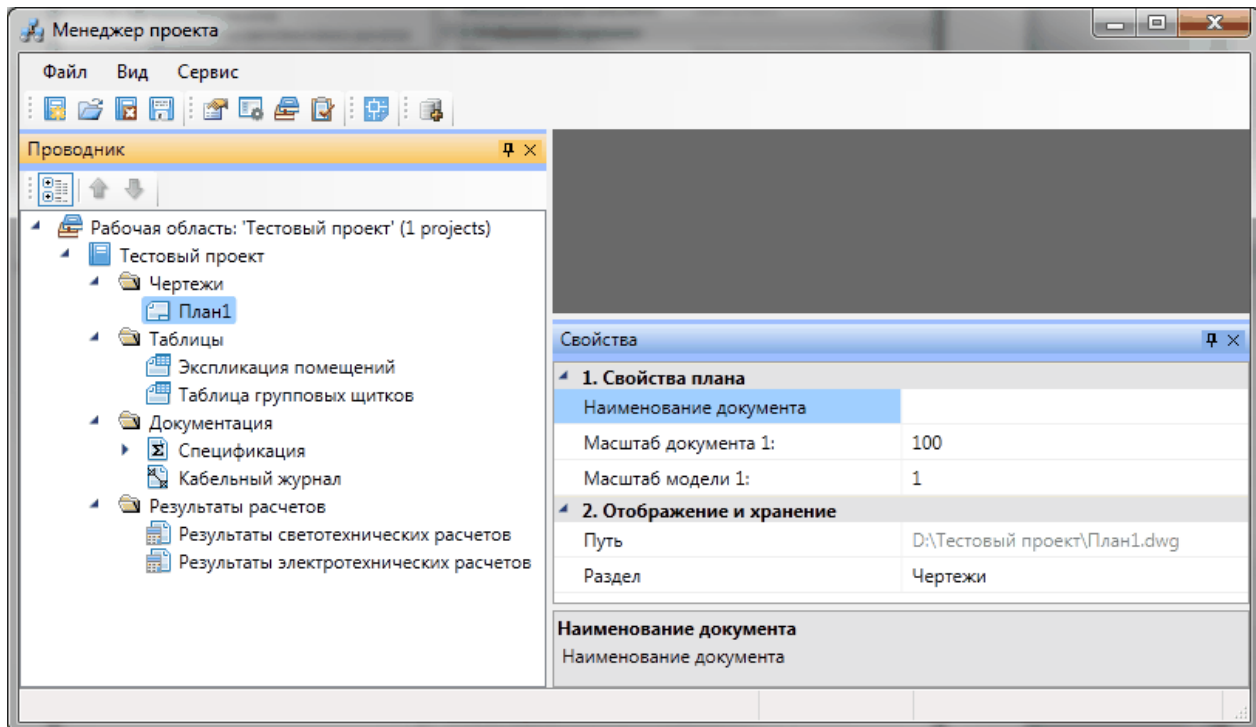 Менеджер проекта
Файл Вид Сервис
Проводник
Рабочая область: 'Тестовый проект' (1 projects)
Тестовый проект
Чертежи
План1
Таблицы
Экспликация помещений
Таблица групповых щитков
Документация
Спецификация
Кабельный журнал
Результаты расчетов
Результаты светотехнических расчетов
Результаты электротехнических расчетов
Свойства
1. Свойства плана
Наименование документа
Масштаб документа 1: 100
Масштаб модели 1: 1
2. Отображение и хранение
Путь D:\Тестовый проект\План1.dwg
Раздел Чертежи
Наименование документа
Наименование документа